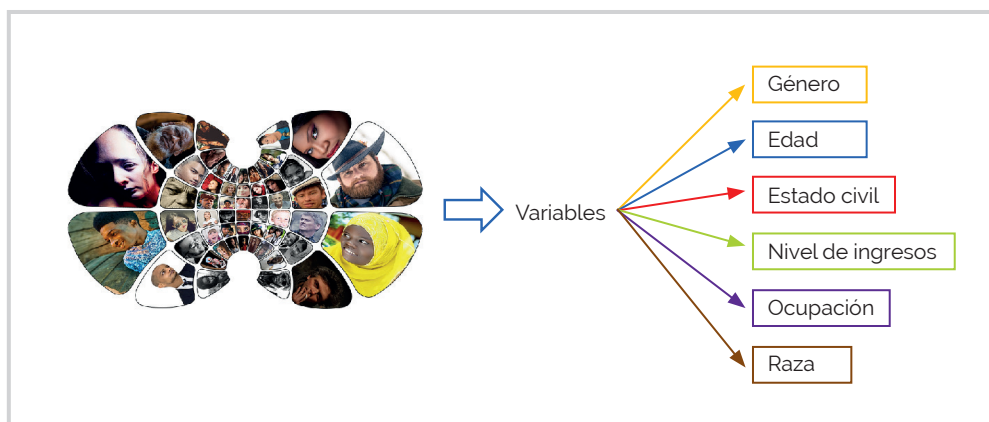 Variables
Género
Edad
Estado civil
Nivel de ingresos
Ocupación
Raza